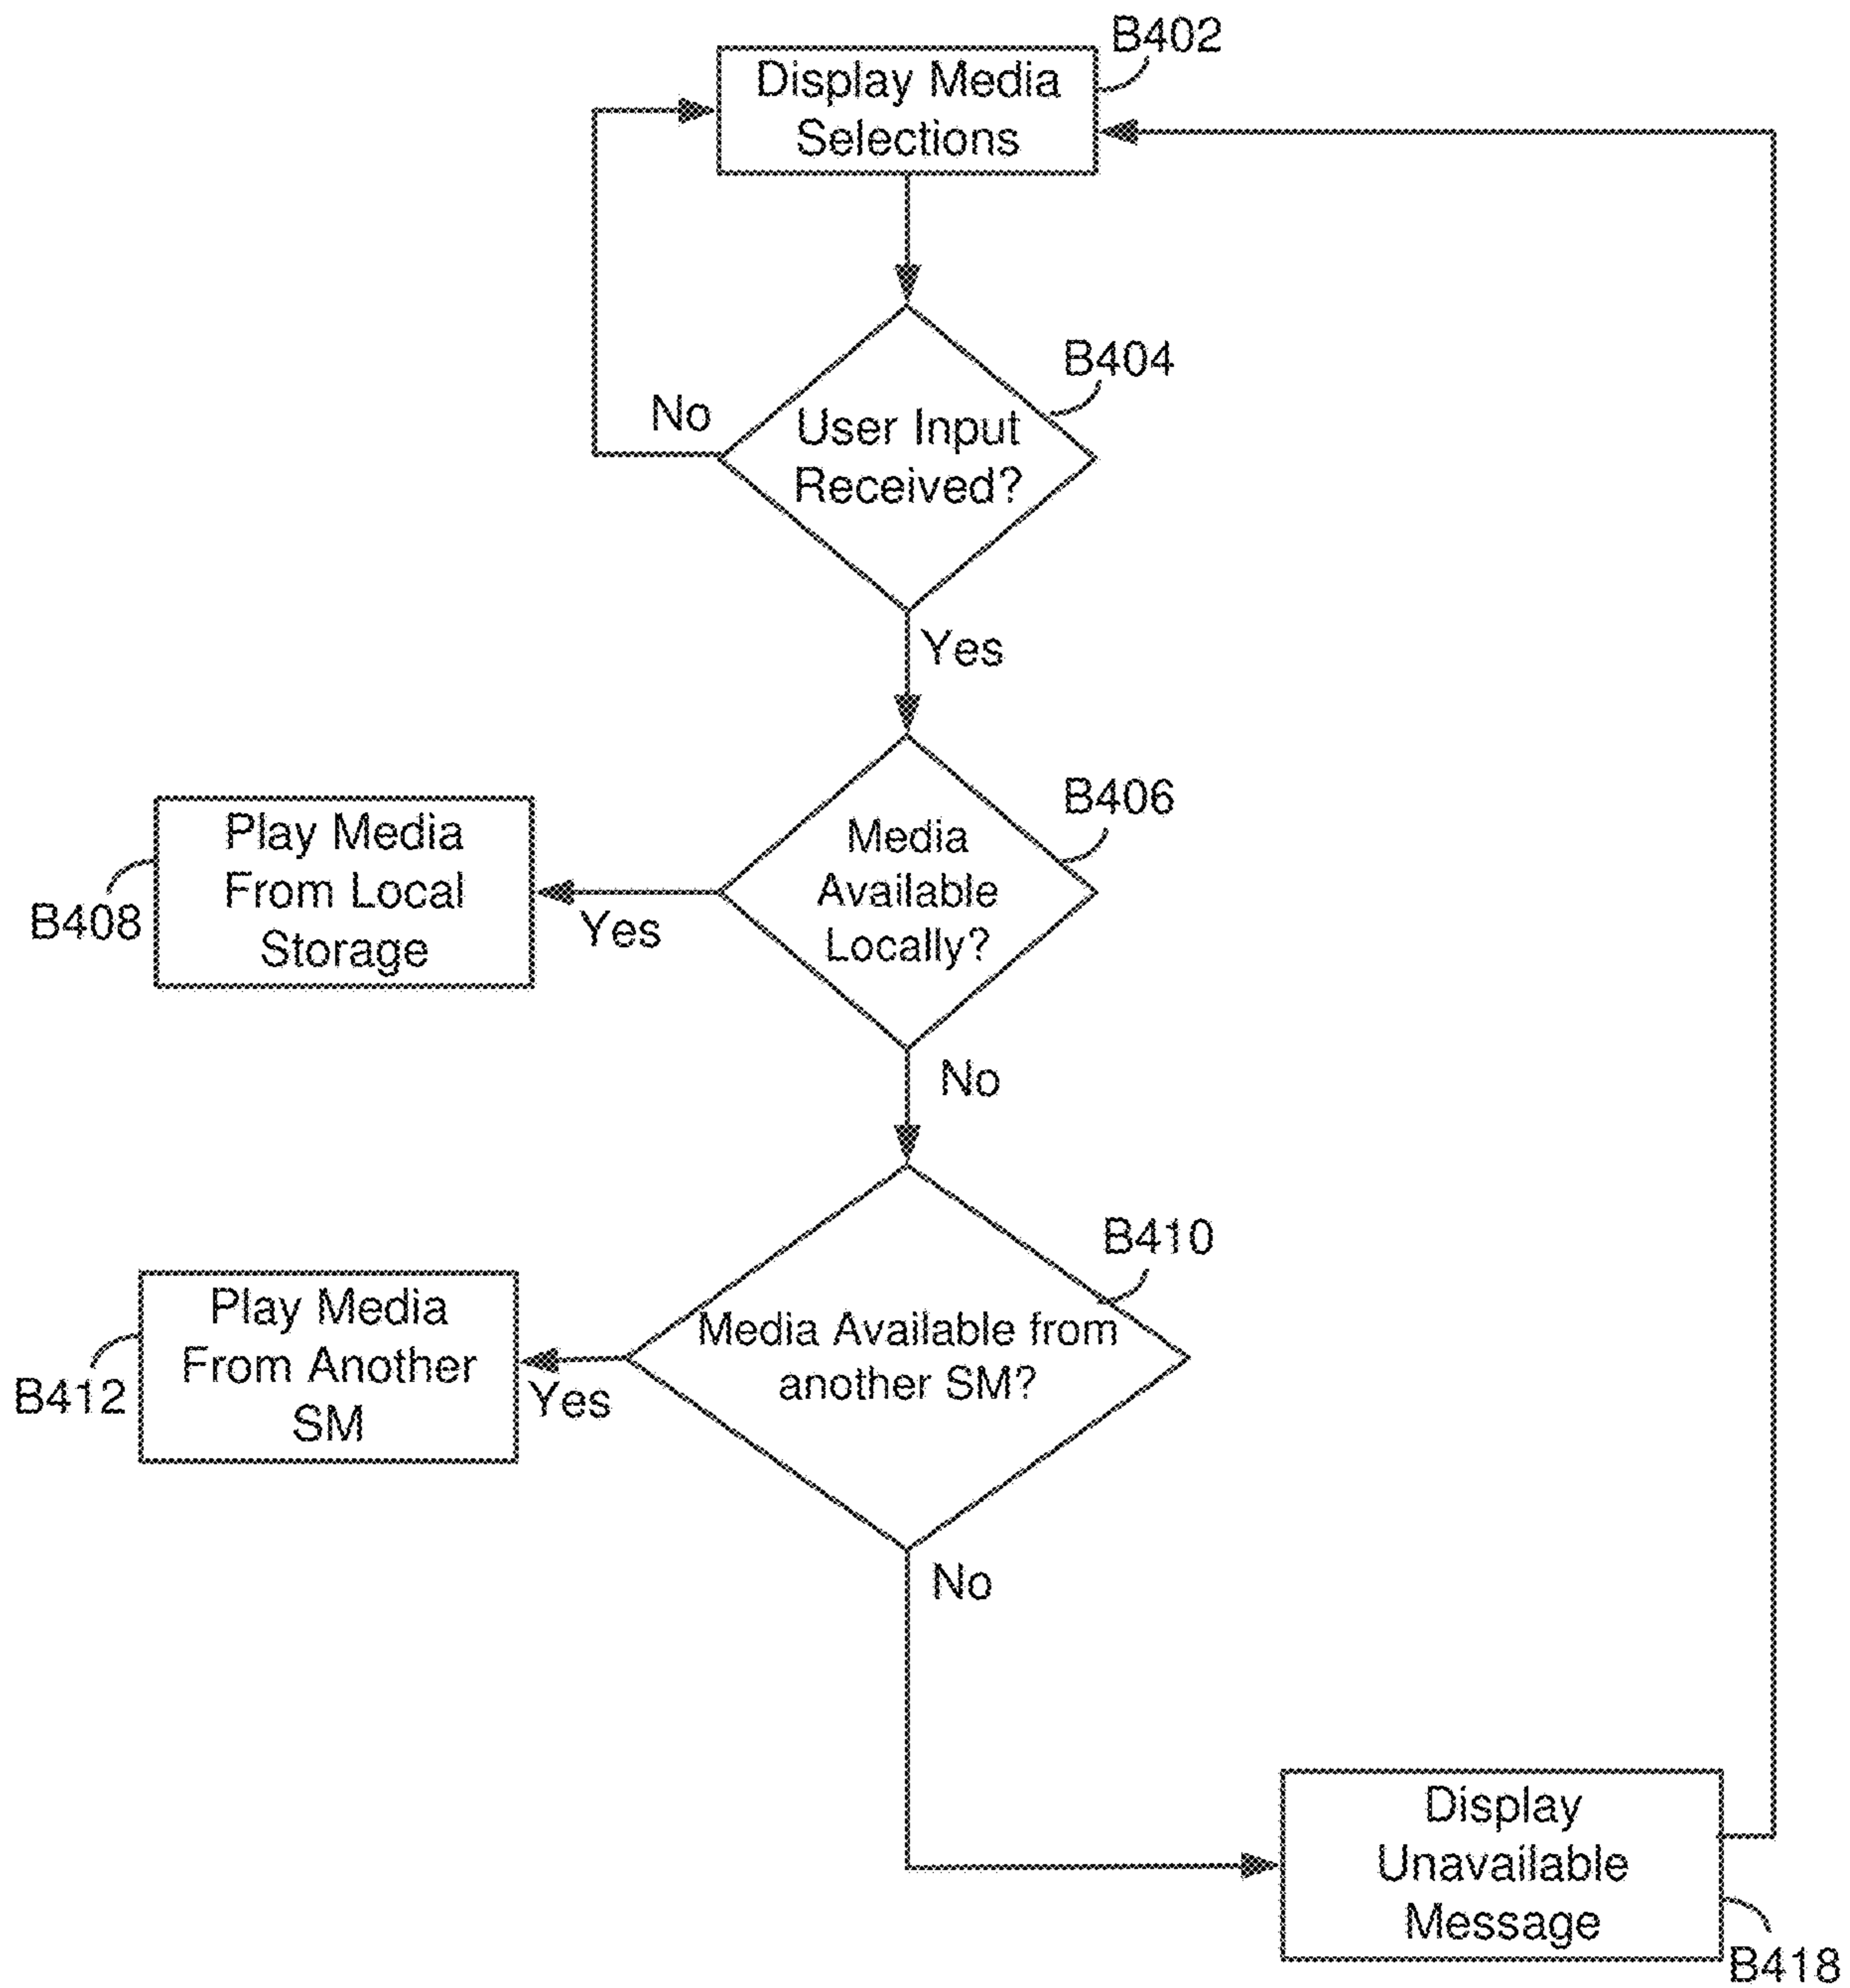 B402
Display Media
Selections
B404
No
User Input
Received?
Yes
B406
Play Media
From Local
Storage
B408
Yes
Media
Available
Locally?
No
B410
Play Media
From Another
SM
B412
Yes
Media Available from
another SM?
No
Display
Unavailable
Message
B418